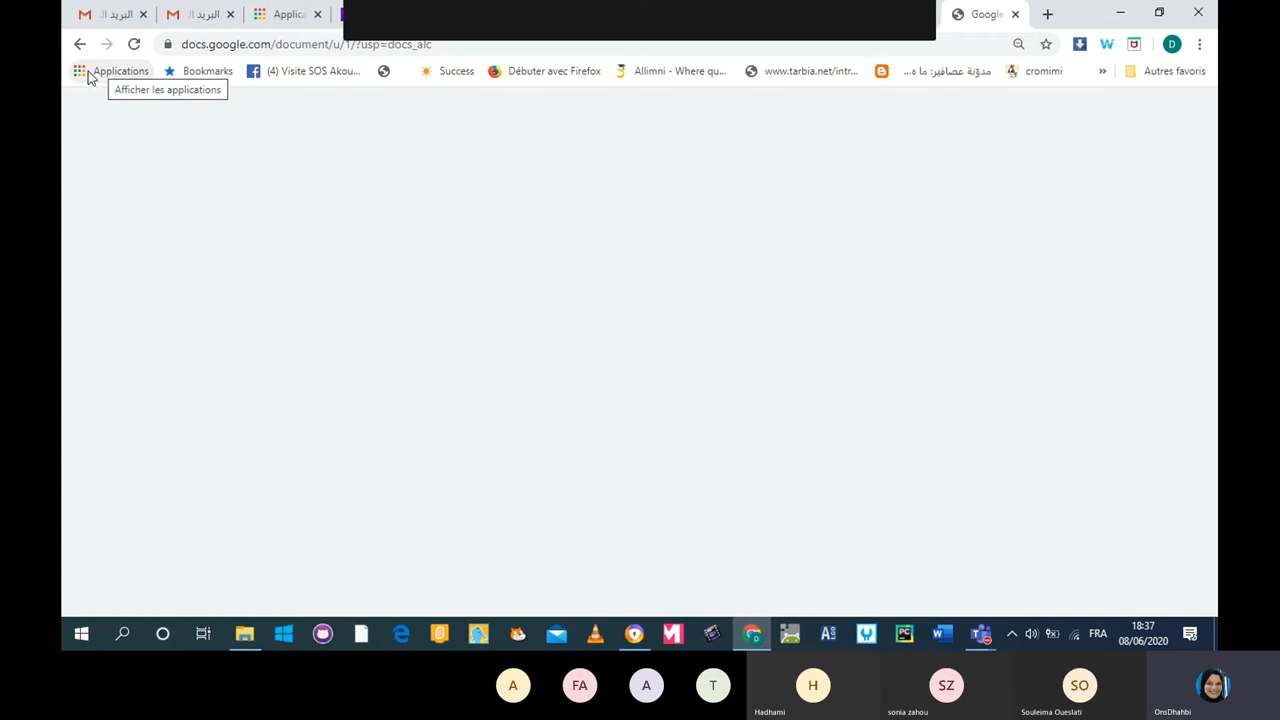 البريد الـ
البريد الـ
Applica
Google
docs.google.com/document/u/1/?usp=docs_alc
D
Applications
Bookmarks
(4) Visite SOS Akou...
Success
Débuter avec Firefox
Allimni - Where qu...
www.tarbia.net/intr...
مدوّنة عصافير: ما ه...
cromimi
»
Autres favoris
Afficher les applications
FRA
18:37
08/06/2020
A
FA
A
T
H
SZ
SO
Hadhami
sonia zahou
Souleima Oueslati
OnsDhahbi